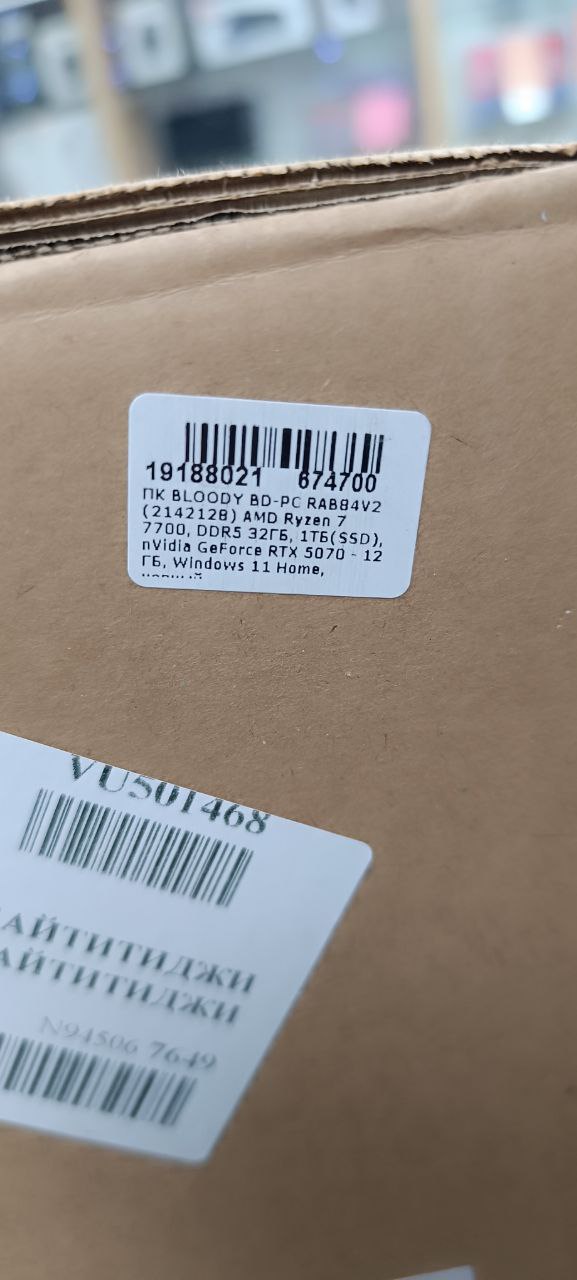 19188021 674700
ПК BLOODY BD-PC RAB84V2
(2142128) AMD Ryzen 7
7700, DDR5 32ГБ, 1ТБ(SSD),
nVidia GeForce RTX 5070 - 12
ГБ, Windows 11 Home,
VU501468
АЙТИТИДЖИ
АЙТИТИДЖИ
N94506 7649